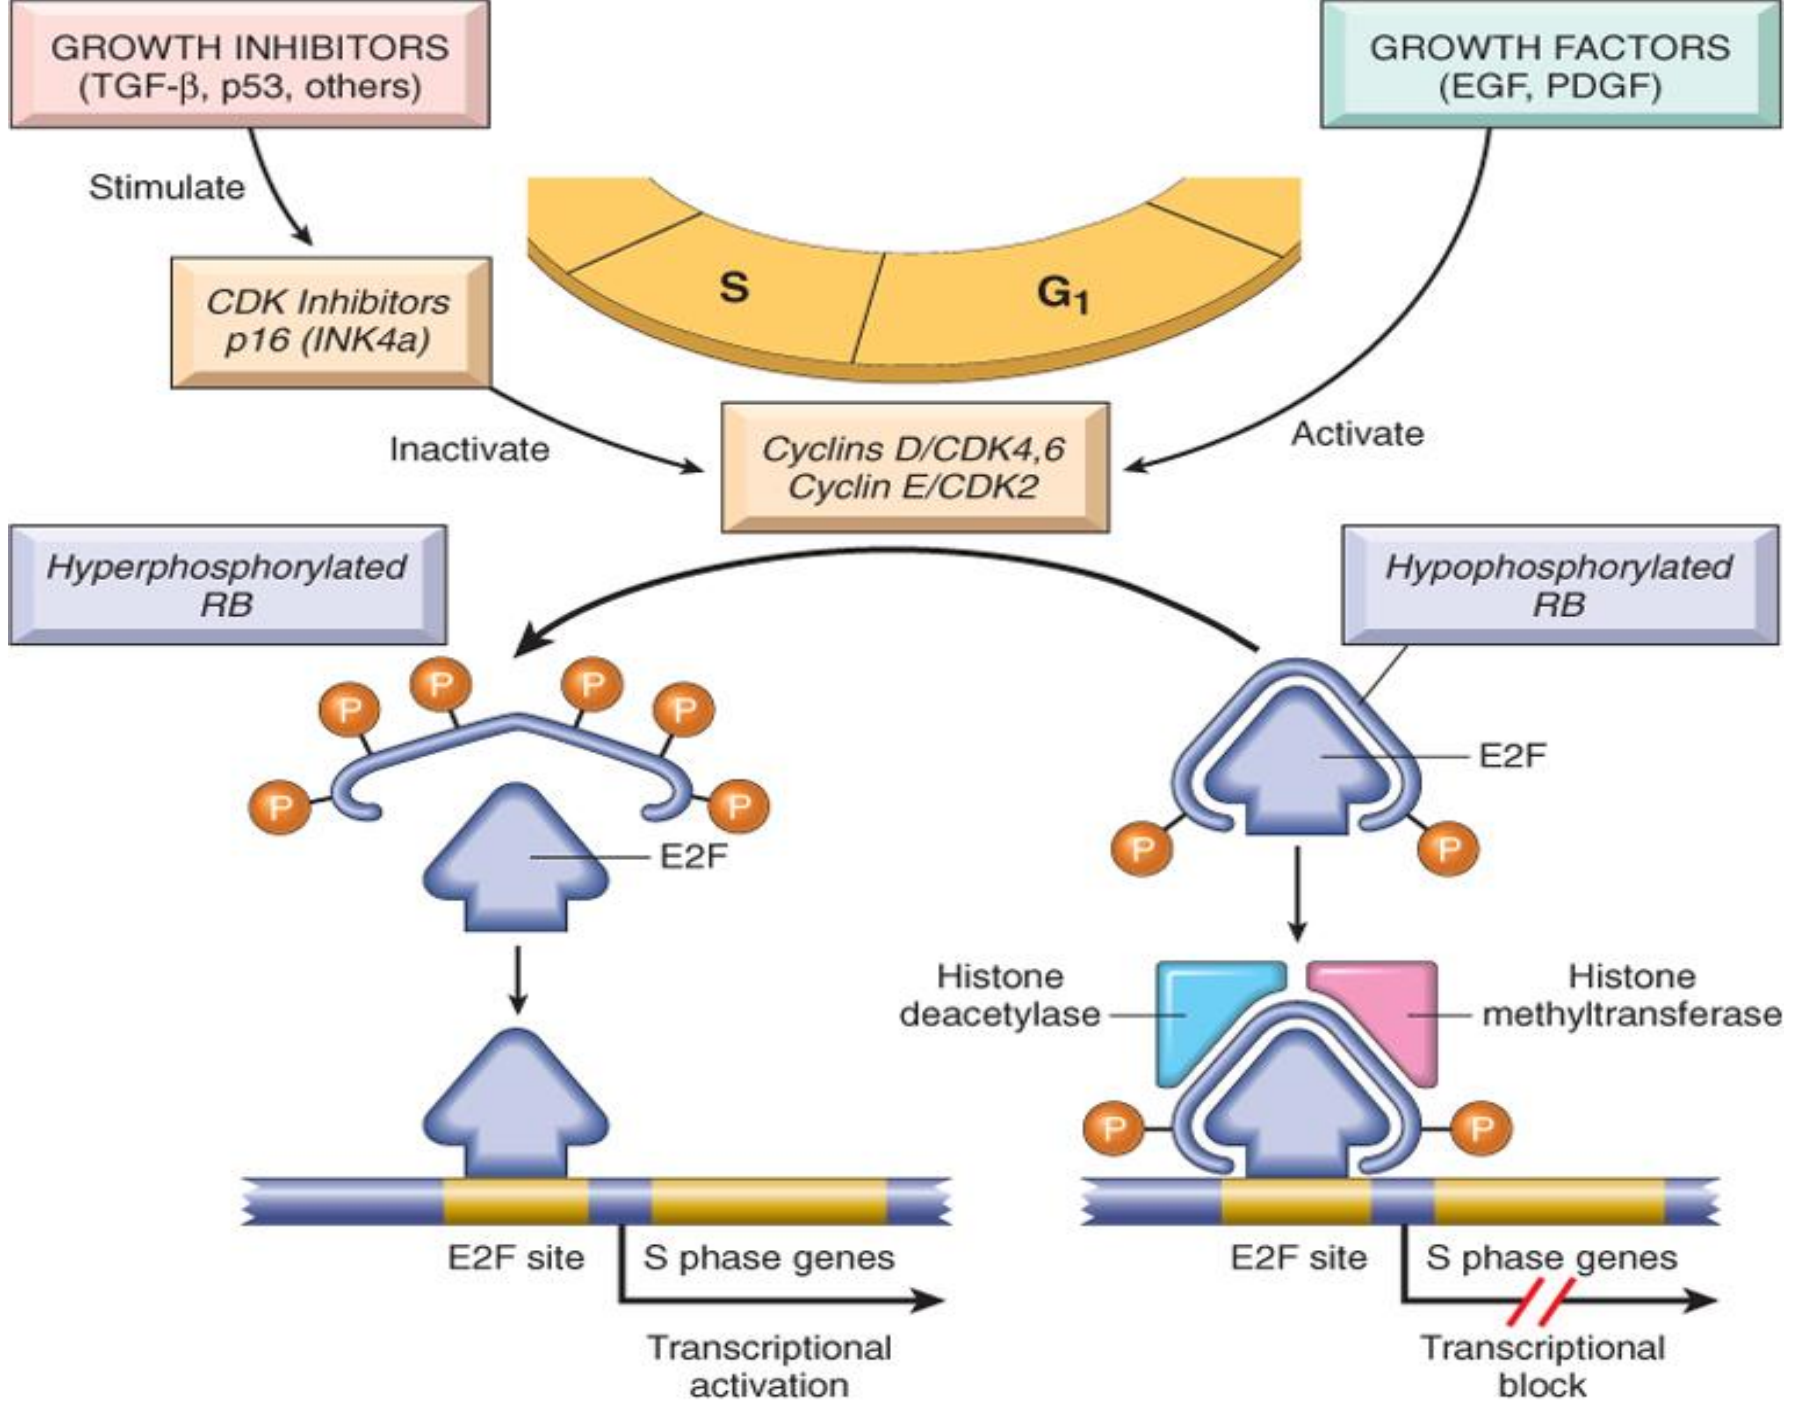 GROWTH INHIBITORS
(TGF-β, p53, others)
GROWTH FACTORS
(EGF, PDGF)
Stimulate
CDK Inhibitors
p16 (INK4a)
S
G1
Inactivate
Activate
Cyclins D/CDK4,6
Cyclin E/CDK2
Hyperphosphorylated
RB
Hypophosphorylated
RB
P
P
P
P
P
P
E2F
E2F
P
P
Histone
deacetylase
Histone
methyltransferase
P
P
E2F site
S phase genes
Transcriptional
activation
E2F site
S phase genes
Transcriptional
block